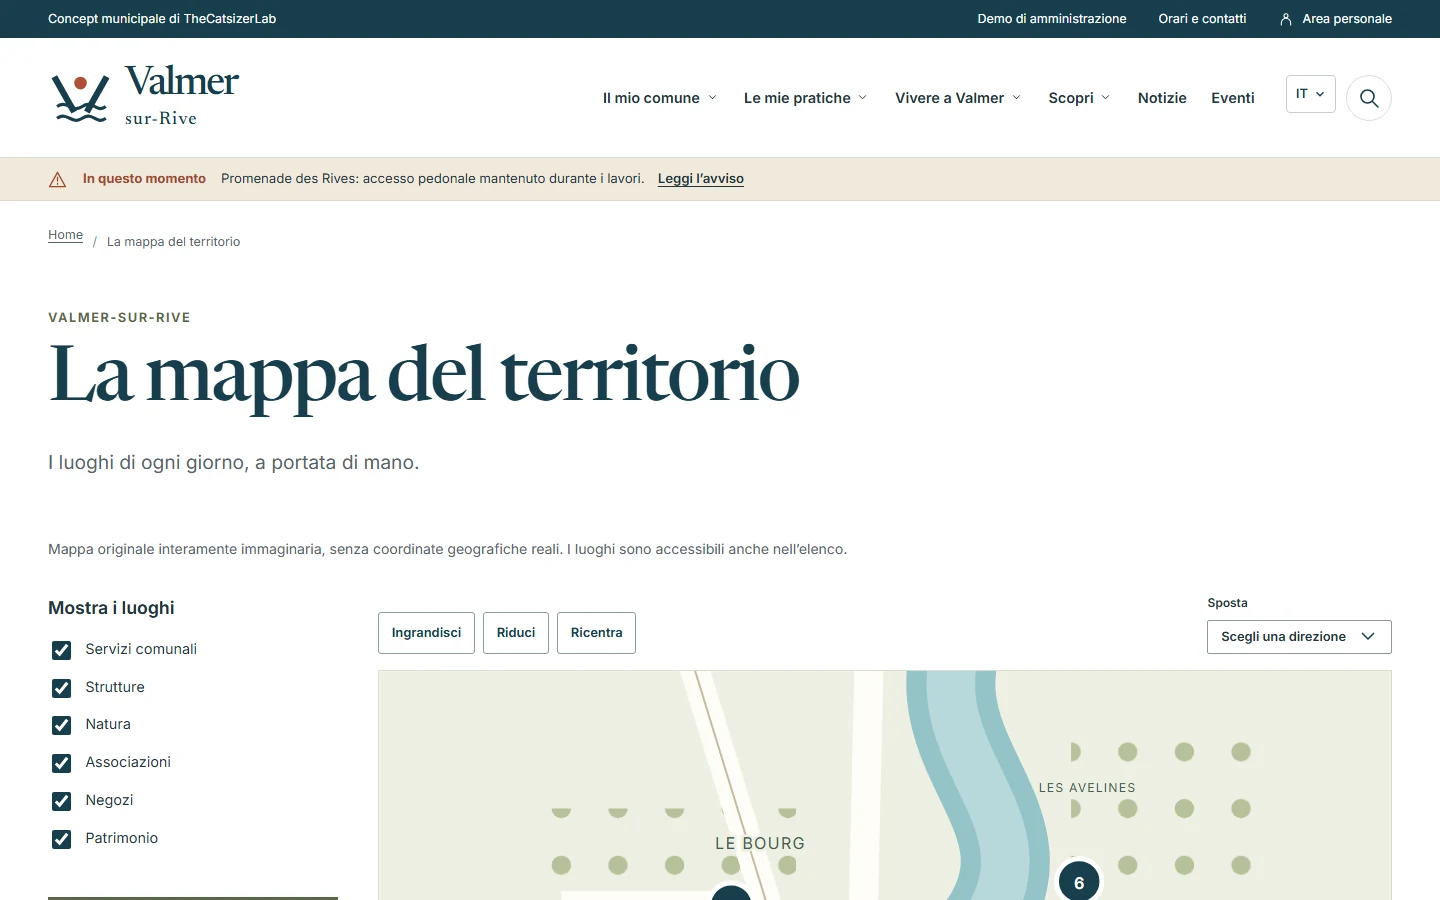 Concept municipale di TheCatsizerLab
Demo di amministrazione
Orari e contatti
Area personale
Valmer
sur-Rive
Il mio comune
Le mie pratiche
Vivere a Valmer
Scopri
Notizie
Eventi
IT
In questo momento Promenade des Rives: accesso pedonale mantenuto durante i lavori. Leggi l’avviso
Home / La mappa del territorio
VALMER-SUR-RIVE
La mappa del territorio
I luoghi di ogni giorno, a portata di mano.
Mappa originale interamente immaginaria, senza coordinate geografiche reali. I luoghi sono accessibili anche nell’elenco.
Mostra i luoghi
Servizi comunali
Strutture
Natura
Associazioni
Negozi
Patrimonio
Ingrandisci
Riduci
Ricentra
Sposta
Scegli una direzione
LES AVELINES
LE BOURG
6